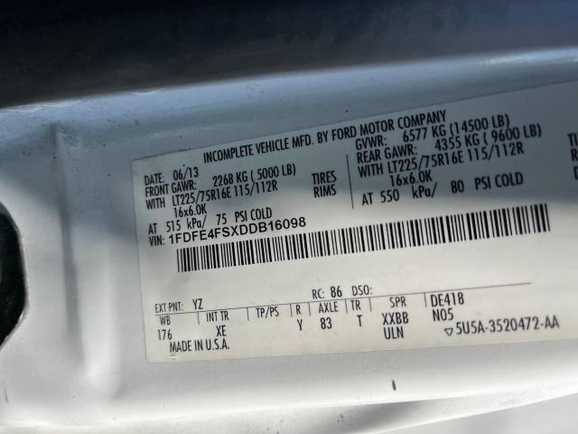 INCOMPLETE VEHICLE MFG. BY FORD MOTOR COMPANY
DATE: 06/13 GVWR: 6577 KG (14500 LB)
FRONT GAWR: 2268 KG ( 5000 LB) REAR GAWR: 4355 KG ( 9600 LB)
WITH LT225/75R16E 115/112R TIRES WITH LT225/75R16E 115/112R TIRES
16x6.0K RIMS 16x6.0K RIMS
AT 515 kPa/ 75 PSI COLD AT 550 kPa/ 80 PSI COLD
VIN: 1FDFE4FSXDDB16098
EXT PNT: YZ RC: 86 DSO:
WB INT TR TP/PS R AXLE TR SPR DE418
176 XE Y 83 T XXBB N05
MADE IN U.S.A. ULN ▽5U5A-3520472-AA